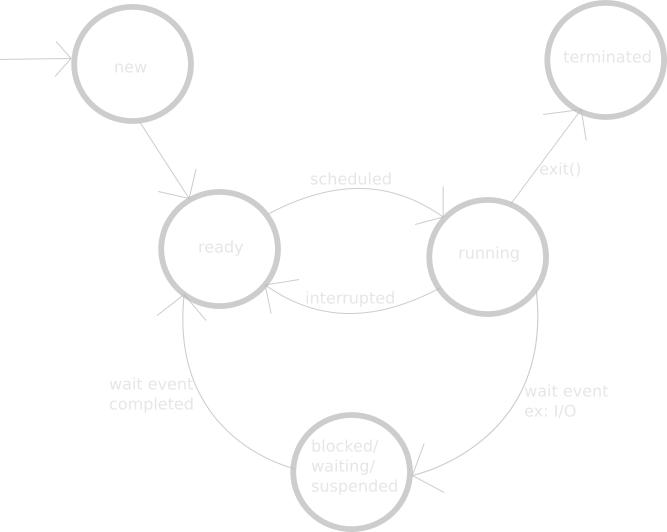 new
terminated
exit()
scheduled
ready
running
interrupted
wait event
completed
wait event
ex: I/O
blocked/
waiting/
suspended